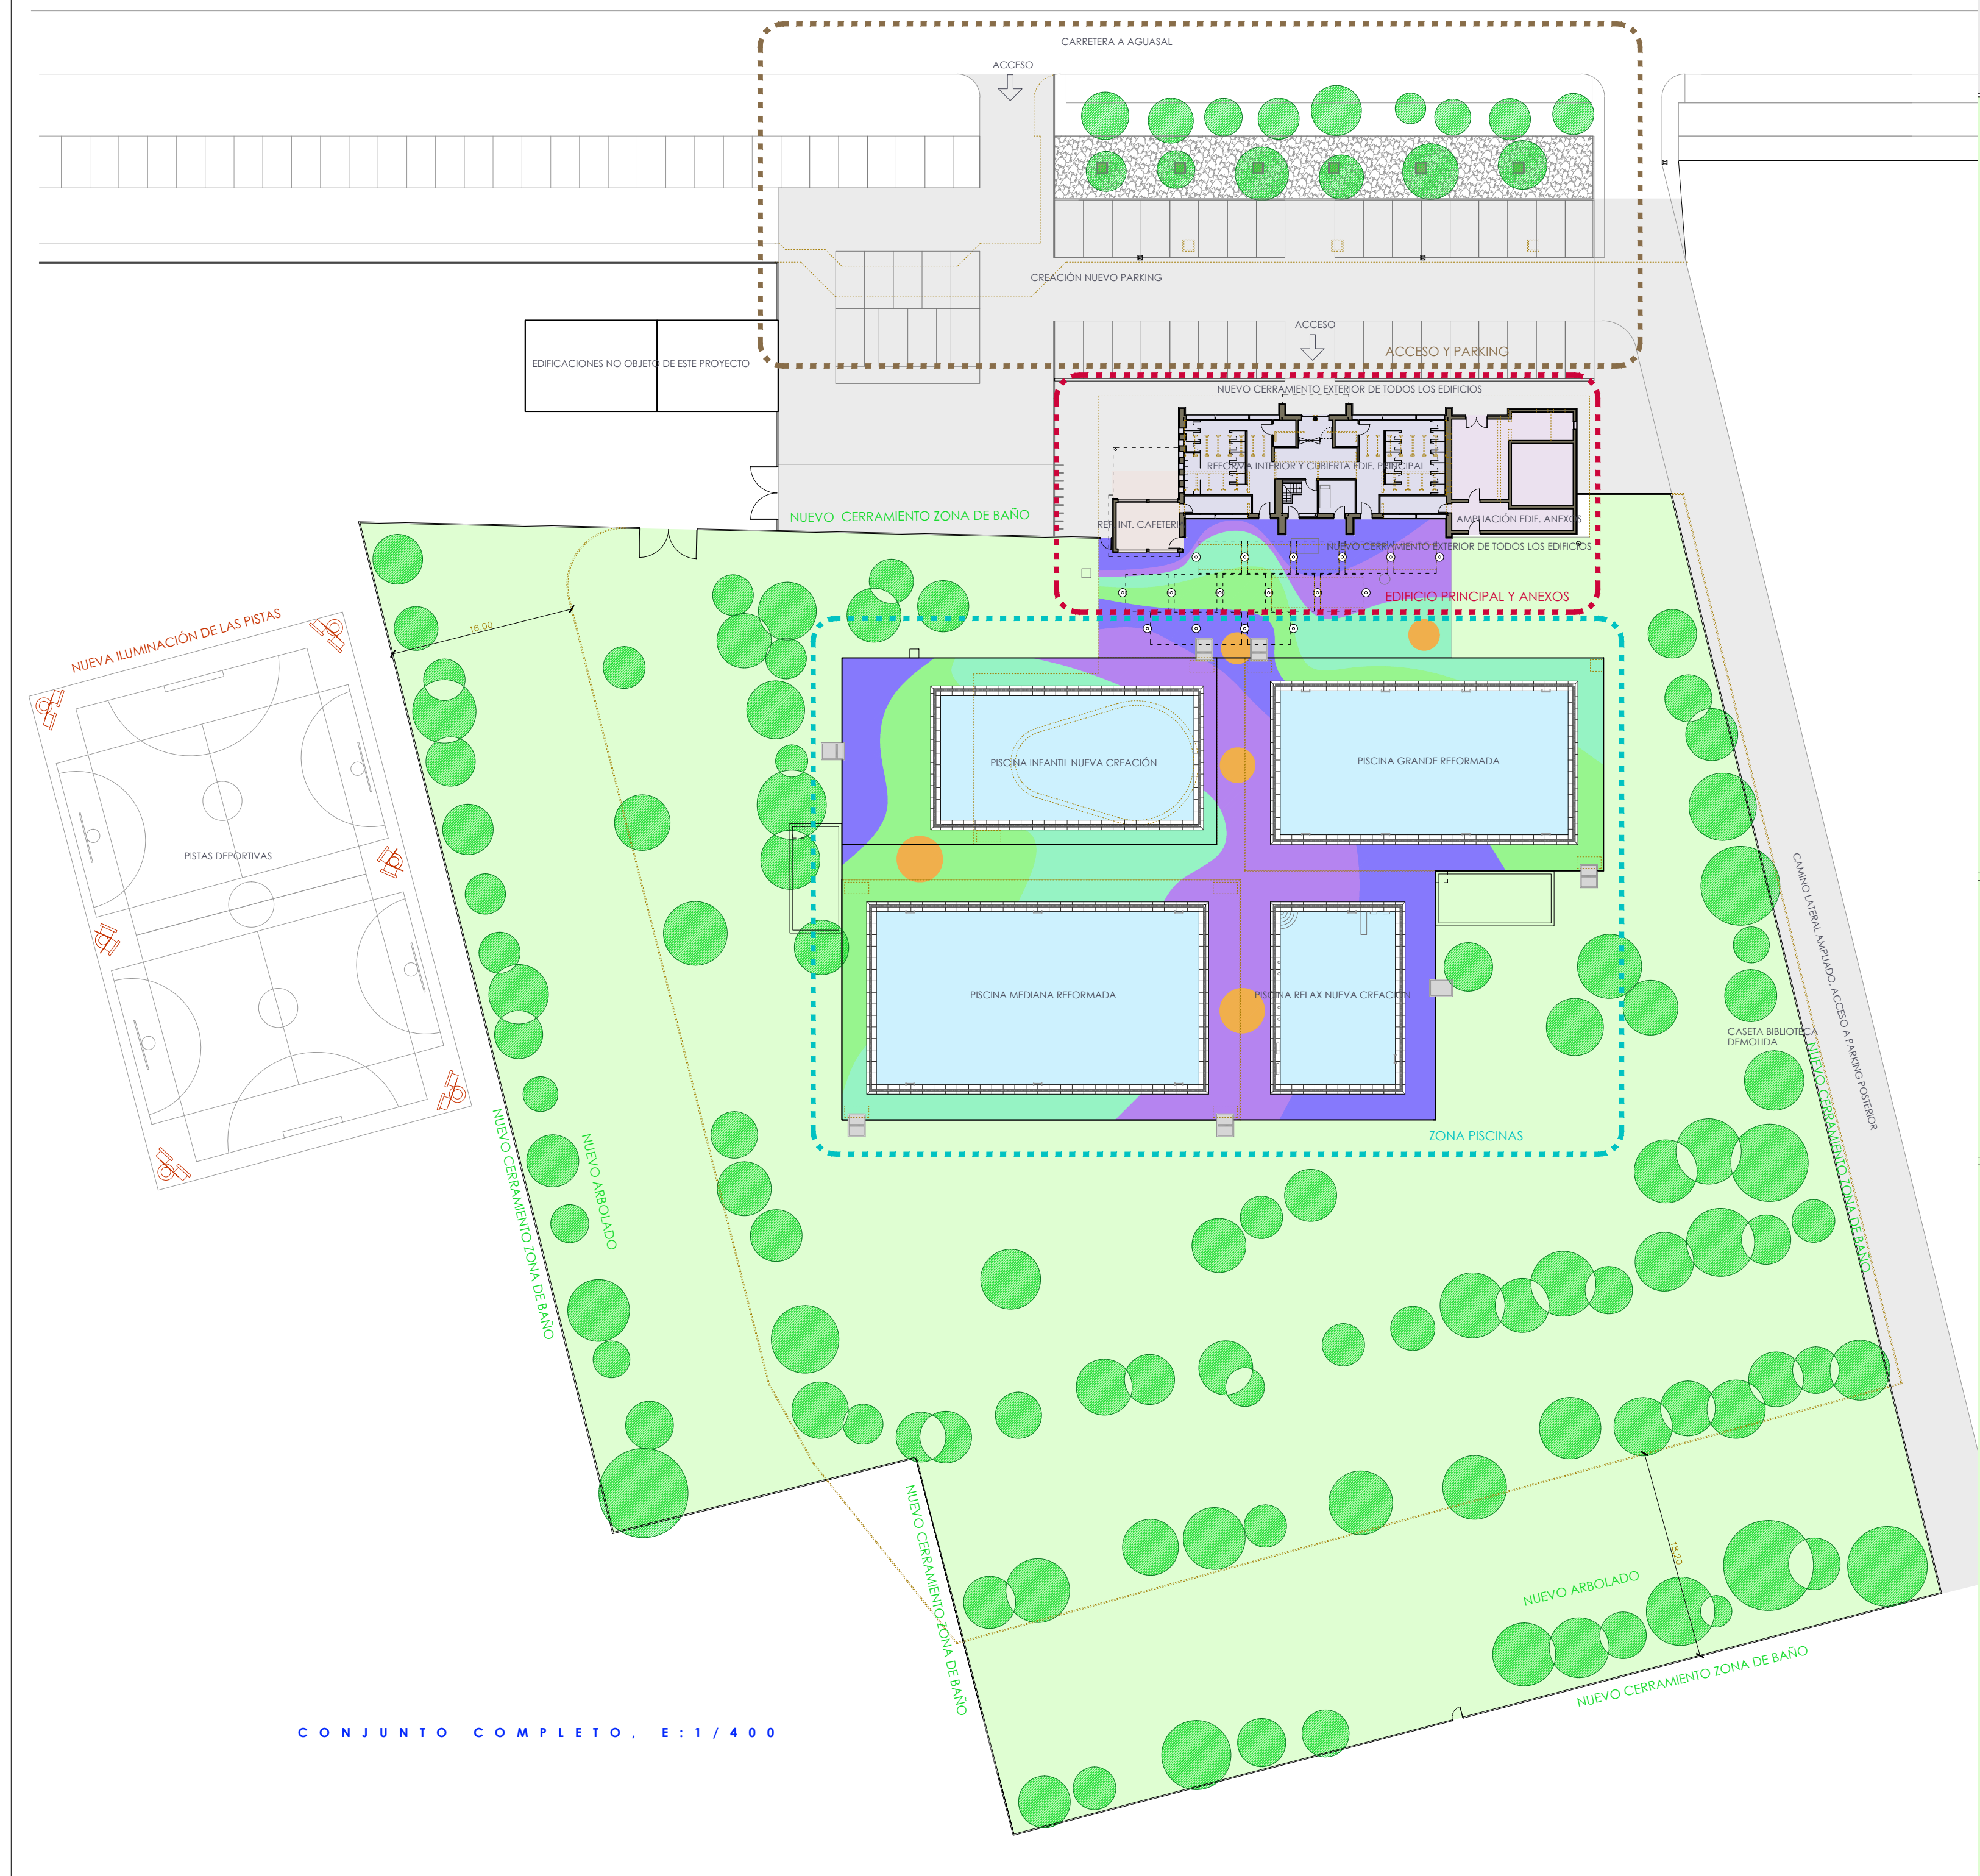 CARRETERA A AGUASAL
ACCESO
CREACIÓN NUEVO PARKING
ACCESO
ACCESO Y PARKING
EDIFICACIONES NO OBJETO DE ESTE PROYECTO
NUEVO CERRAMIENTO EXTERIOR DE TODOS LOS EDIFICIOS
REFORMA INTERIOR Y CUBIERTA EDIF. PRINCIPAL
NUEVO CERRAMIENTO ZONA DE BAÑO
REF. INT. CAFETERIA
AMPLIACIÓN EDIF. ANEXOS
NUEVO CERRAMIENTO EXTERIOR DE TODOS LOS EDIFICIOS
EDIFICIO PRINCIPAL Y ANEXOS
NUEVA ILUMINACIÓN DE LAS PISTAS
16,00
PISCINA INFANTIL NUEVA CREACIÓN
PISCINA GRANDE REFORMADA
PISTAS DEPORTIVAS
PISCINA MEDIANA REFORMADA
PISCINA RELAX NUEVA CREACIÓN
CAMINO LATERAL AMPLIADO. ACCESO A PARKING POSTERIOR
CASETA BIBLIOTECA
DEMOLIDA
NUEVO CERRAMIENTO ZONA DE BAÑO
ZONA PISCINAS
NUEVO CERRAMIENTO ZONA DE BAÑO
NUEVO ARBOLADO
NUEVO CERRAMIENTO ZONA DE BAÑO
18,20
NUEVO ARBOLADO
NUEVO CERRAMIENTO ZONA DE BAÑO
CONJUNTO COMPLETO, E:1/400